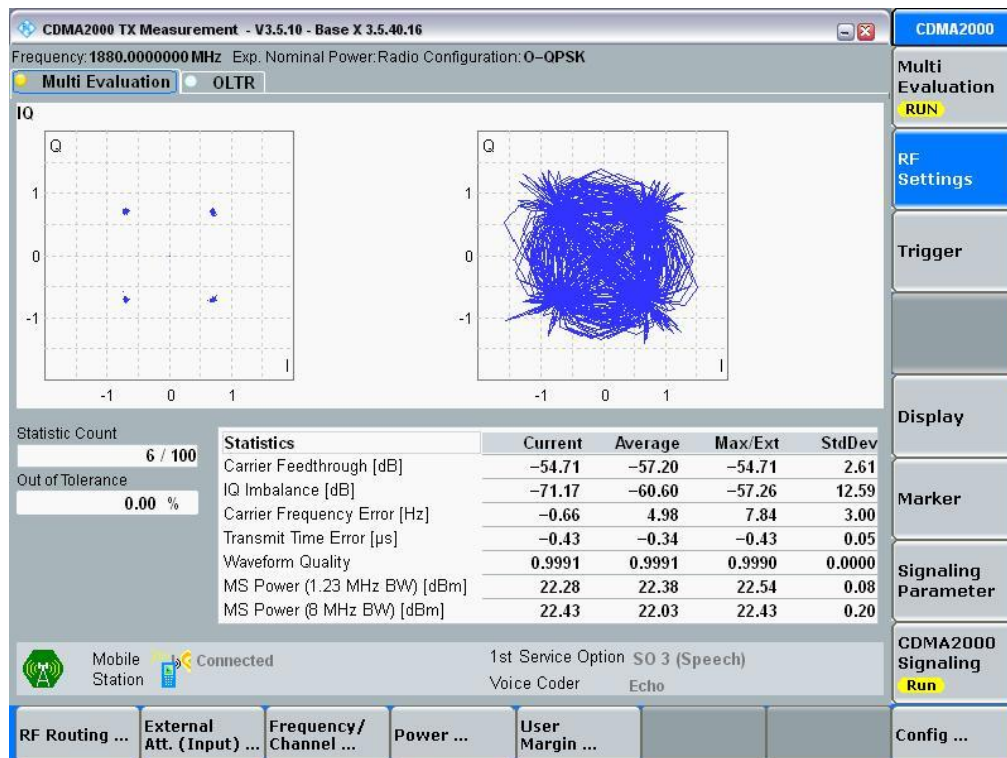 CDMA2000 TX Measurement - V3.5.10 - Base X 3.5.40.16
CDMA2000
Frequency: 1880.0000000 MHz Exp. Nominal Power: Radio Configuration: O-QPSK
Multi Evaluation OLTR
Multi
Evaluation
RUN
RF
Settings
Trigger
Display
Marker
Signaling
Parameter
CDMA2000
Signaling
Run
IQ
Q
1
0
-1
I
-1 0 1
Q
1
0
-1
I
-1 0 1
Statistic Count
6 / 100
Out of Tolerance
0.00 %
Statistics Current Average Max/Ext StdDev
Carrier Feedthrough [dB] -54.71 -57.20 -54.71 2.61
IQ Imbalance [dB] -71.17 -60.60 -57.26 12.59
Carrier Frequency Error [Hz] -0.66 4.98 7.84 3.00
Transmit Time Error [µs] -0.43 -0.34 -0.43 0.05
Waveform Quality 0.9991 0.9991 0.9990 0.0000
MS Power (1.23 MHz BW) [dBm] 22.28 22.38 22.54 0.08
MS Power (8 MHz BW) [dBm] 22.43 22.03 22.43 0.20
Mobile
Station
Connected
1st Service Option SO 3 (Speech)
Voice Coder Echo
RF Routing ...
External
Att. (Input) ...
Frequency/
Channel ...
Power ...
User
Margin ...
Config ...